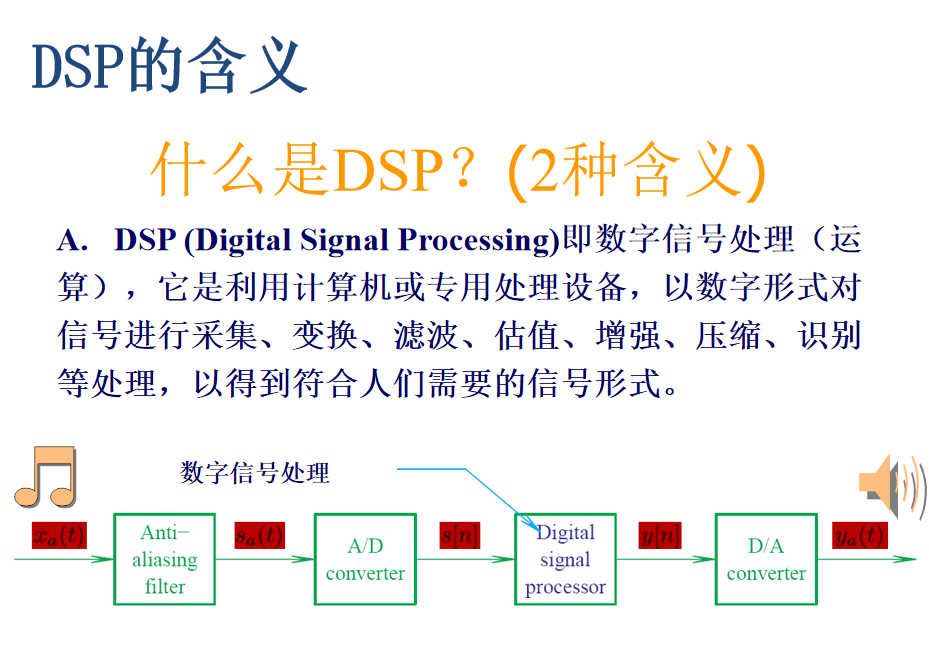 DSP的含义
什么是DSP？(2种含义)
A. DSP (Digital Signal Processing)即数字信号处理（运
算），它是利用计算机或专用处理设备，以数字形式对
信号进行采集、变换、滤波、估值、增强、压缩、识别
等处理，以得到符合人们需要的信号形式。
数字信号处理
xa(t)
Anti−
aliasing
filter
sa(t)
A/D
converter
s[n]
Digital
signal
processor
y[n]
D/A
converter
ya(t)